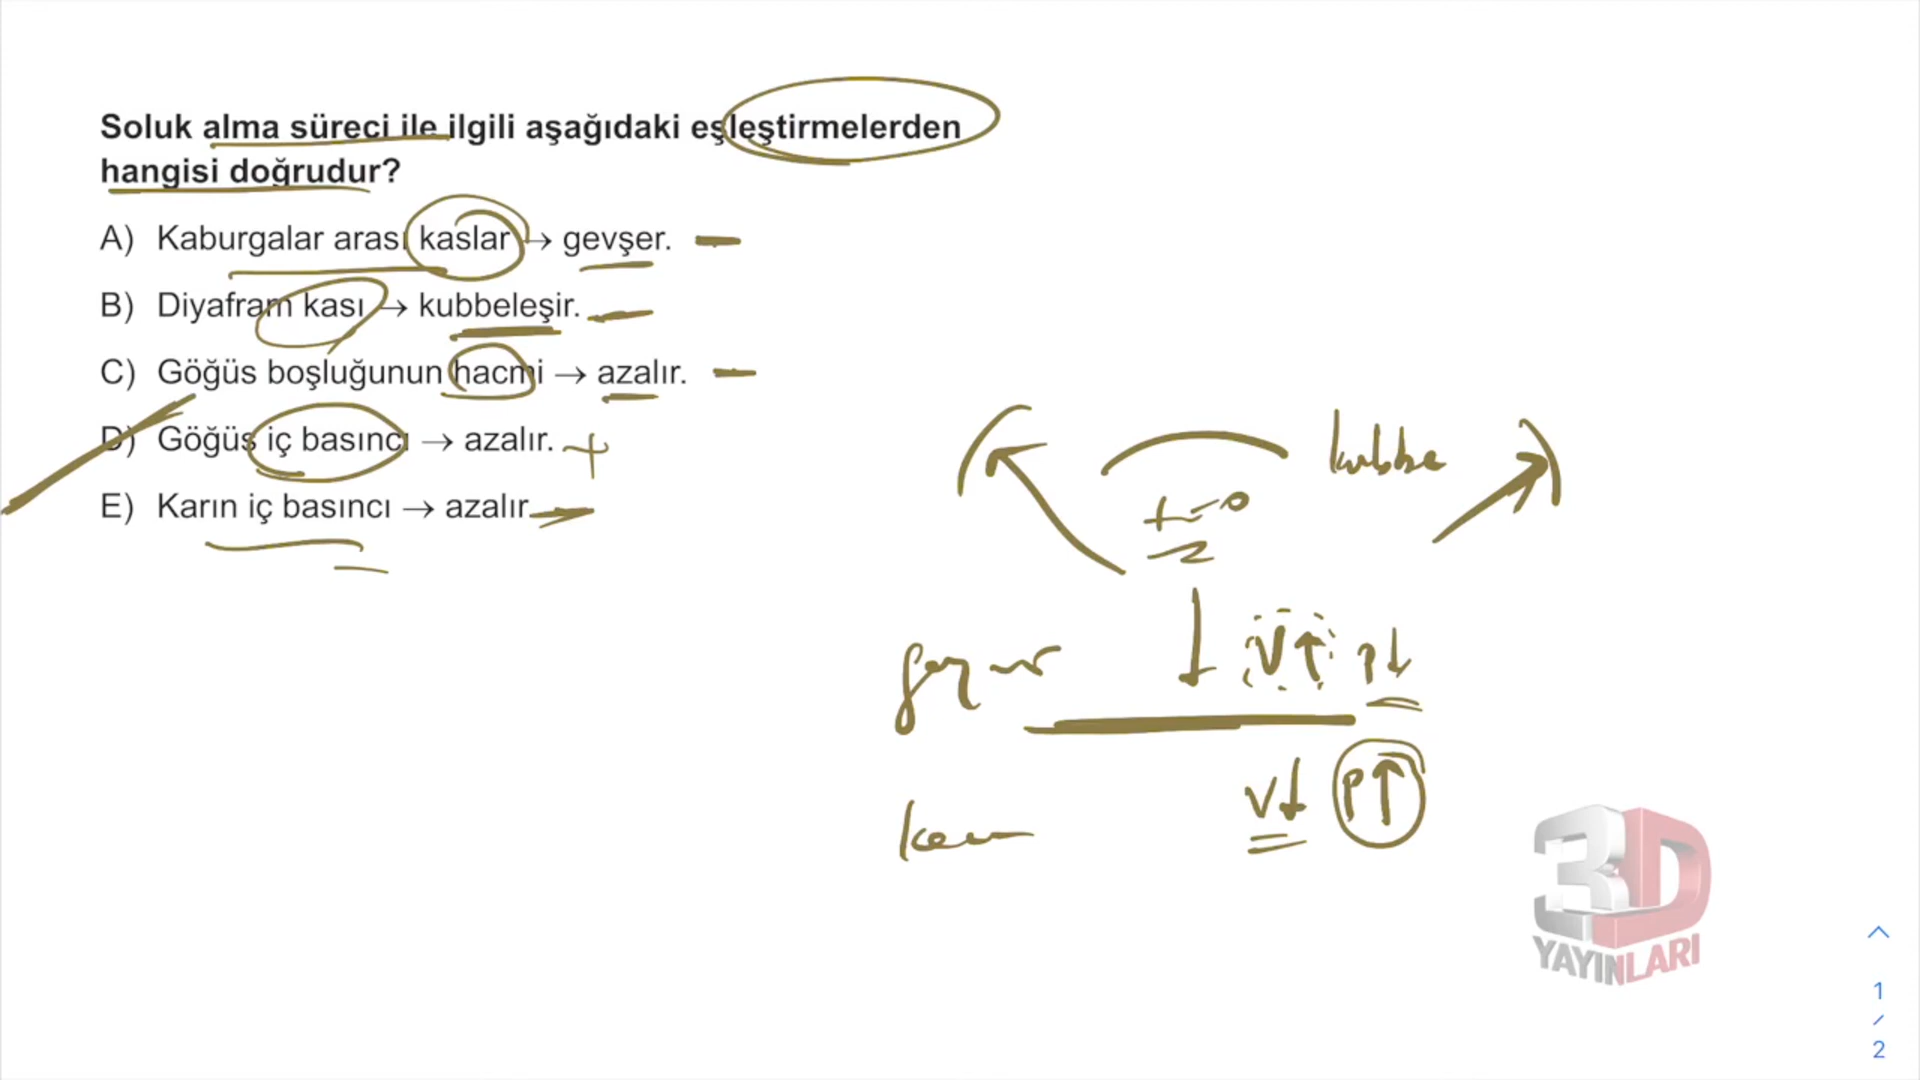 Soluk alma süreci ile ilgili aşağıdaki eşleştirmelerden
hangisi doğrudur?
A) Kaburgalar arası kaslar → gevşer.
B) Diyafram kası → kubbeleşir.
C) Göğüs boşluğunun hacmi → azalır.
D) Göğüs iç basıncı → azalır. +
E) Karın iç basıncı → azalır.
kubbe
V↑ P↓
V↓ P↑
3D
YAYINLARI
1
/
2